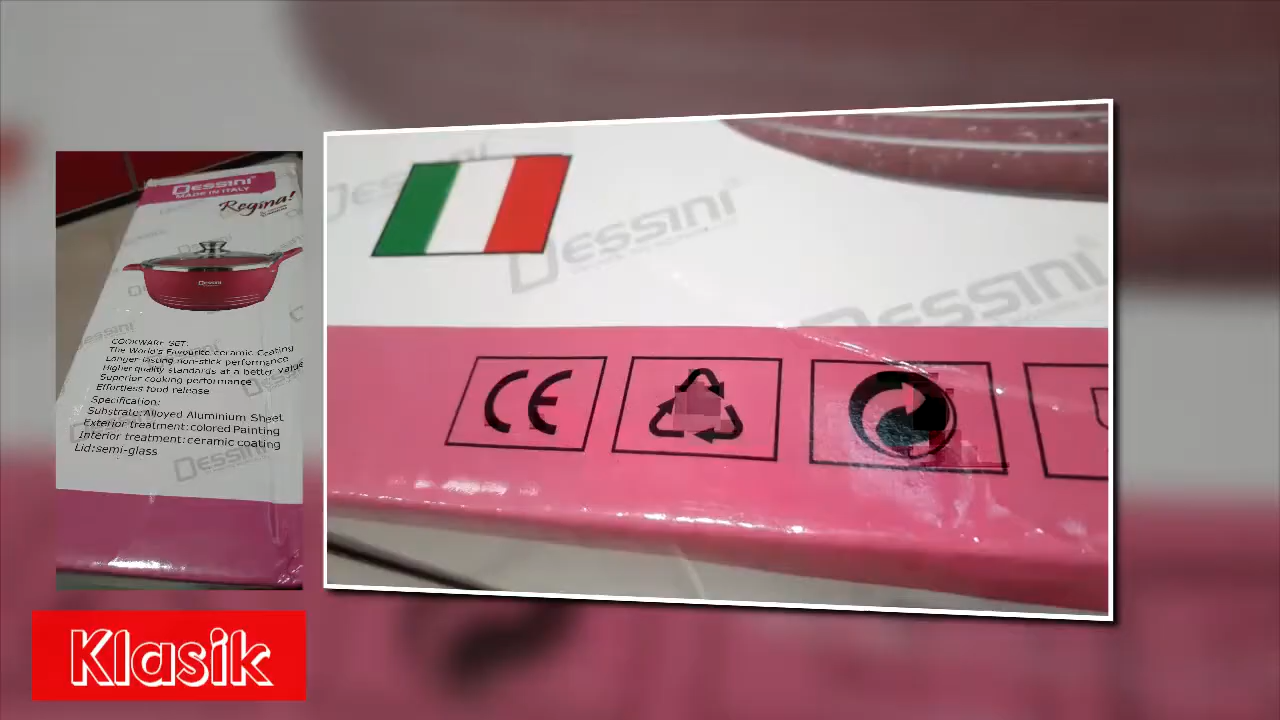 Dessini
MADE IN ITALY
Regina!
Dessini
COOKWARE SET:
The World's Favourite ceramic Coating
Longer lasting non-stick performance
Higher quality standards at a better value
Superior cooking performance
Effortless food release
Specification:
Substrate:Alloyed Aluminium Sheet
Exterior treatment:colored Painting
Interior treatment:ceramic coating
Lid:semi-glass
Dessini
Dessini
Dessini
CE
Klasik